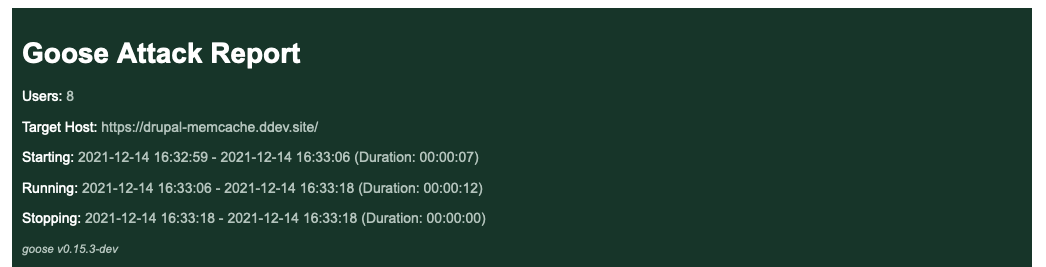 Goose Attack Report
Users: 8
Target Host: https://drupal-memcache.ddev.site/
Starting: 2021-12-14 16:32:59 - 2021-12-14 16:33:06 (Duration: 00:00:07)
Running: 2021-12-14 16:33:06 - 2021-12-14 16:33:18 (Duration: 00:00:12)
Stopping: 2021-12-14 16:33:18 - 2021-12-14 16:33:18 (Duration: 00:00:00)
goose v0.15.3-dev